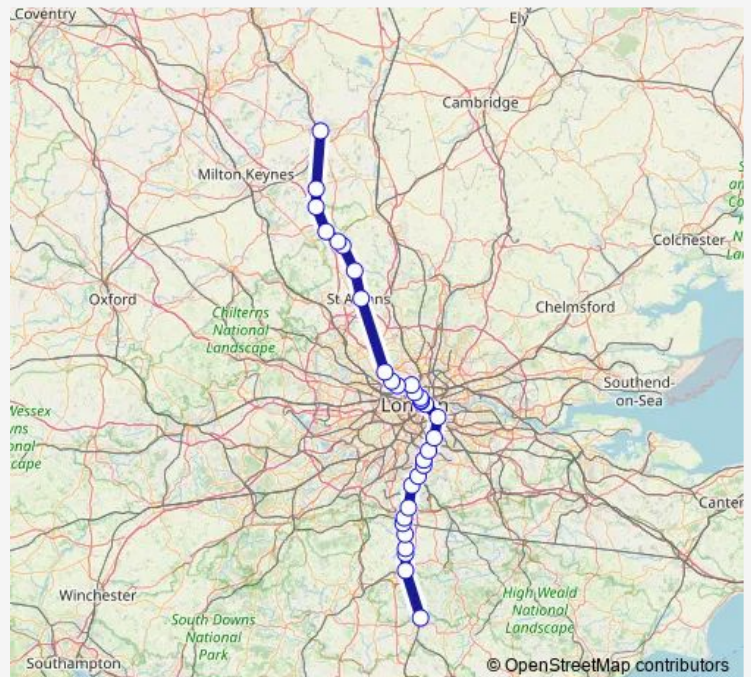 Coventry
Ely
Cambridge
Milton Keynes
Colchester
Oxford
St Albans
Chelmsford
Chilterns
National
Landscape
Southend-
on-Sea
London
Canter
Winchester
High Weald
National
Landscape
South Downs
National
Park
Southampton
© OpenStreetMap contributors